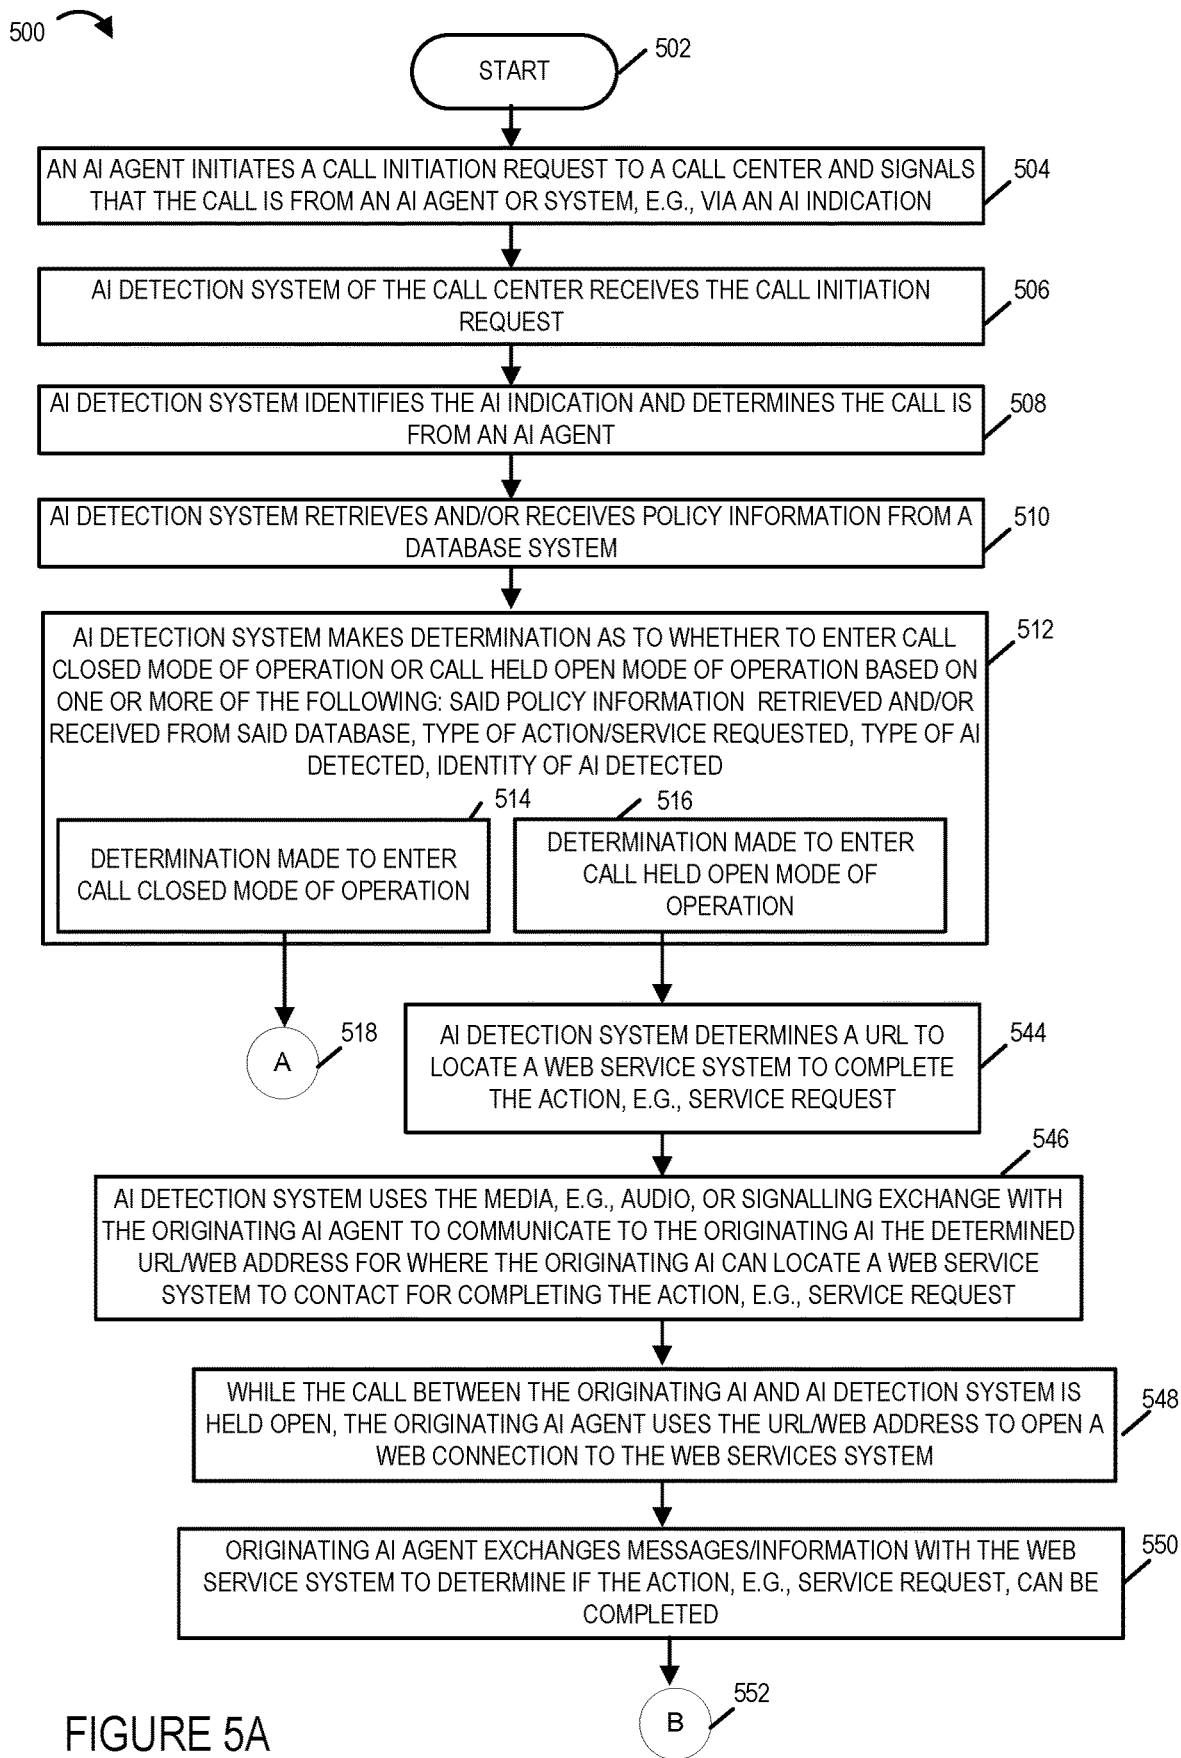 500
START
502
AN AI AGENT INITIATES A CALL INITIATION REQUEST TO A CALL CENTER AND SIGNALS
THAT THE CALL IS FROM AN AI AGENT OR SYSTEM, E.G., VIA AN AI INDICATION
504
AI DETECTION SYSTEM OF THE CALL CENTER RECEIVES THE CALL INITIATION
REQUEST
506
AI DETECTION SYSTEM IDENTIFIES THE AI INDICATION AND DETERMINES THE CALL IS
FROM AN AI AGENT
508
AI DETECTION SYSTEM RETRIEVES AND/OR RECEIVES POLICY INFORMATION FROM A
DATABASE SYSTEM
510
AI DETECTION SYSTEM MAKES DETERMINATION AS TO WHETHER TO ENTER CALL
CLOSED MODE OF OPERATION OR CALL HELD OPEN MODE OF OPERATION BASED ON
ONE OR MORE OF THE FOLLOWING: SAID POLICY INFORMATION RETRIEVED AND/OR
RECEIVED FROM SAID DATABASE, TYPE OF ACTION/SERVICE REQUESTED, TYPE OF AI
DETECTED, IDENTITY OF AI DETECTED
512
514
DETERMINATION MADE TO ENTER
CALL CLOSED MODE OF OPERATION
516
DETERMINATION MADE TO ENTER
CALL HELD OPEN MODE OF
OPERATION
A
518
AI DETECTION SYSTEM DETERMINES A URL TO
LOCATE A WEB SERVICE SYSTEM TO COMPLETE
THE ACTION, E.G., SERVICE REQUEST
544
546
AI DETECTION SYSTEM USES THE MEDIA, E.G., AUDIO, OR SIGNALLING EXCHANGE WITH
THE ORIGINATING AI AGENT TO COMMUNICATE TO THE ORIGINATING AI THE DETERMINED
URL/WEB ADDRESS FOR WHERE THE ORIGINATING AI CAN LOCATE A WEB SERVICE
SYSTEM TO CONTACT FOR COMPLETING THE ACTION, E.G., SERVICE REQUEST
WHILE THE CALL BETWEEN THE ORIGINATING AI AND AI DETECTION SYSTEM IS
HELD OPEN, THE ORIGINATING AI AGENT USES THE URL/WEB ADDRESS TO OPEN A
WEB CONNECTION TO THE WEB SERVICES SYSTEM
548
ORIGINATING AI AGENT EXCHANGES MESSAGES/INFORMATION WITH THE WEB
SERVICE SYSTEM TO DETERMINE IF THE ACTION, E.G., SERVICE REQUEST, CAN BE
COMPLETED
550
B
552
FIGURE 5A